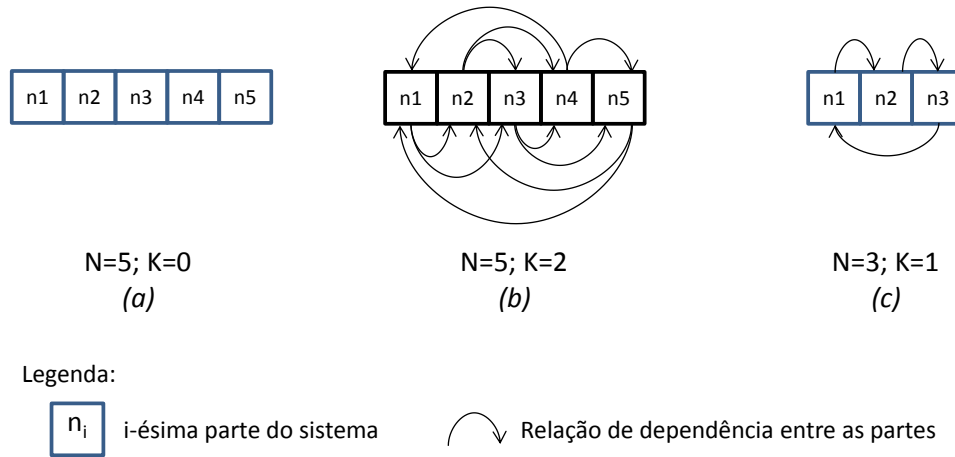 n1 n2 n3 n4 n5
n1 n2 n3 n4 n5
n1 n2 n3
N=5; K=0
(a)
N=5; K=2
(b)
N=3; K=1
(c)
Legenda:
ni i-ésima parte do sistema
Relação de dependência entre as partes